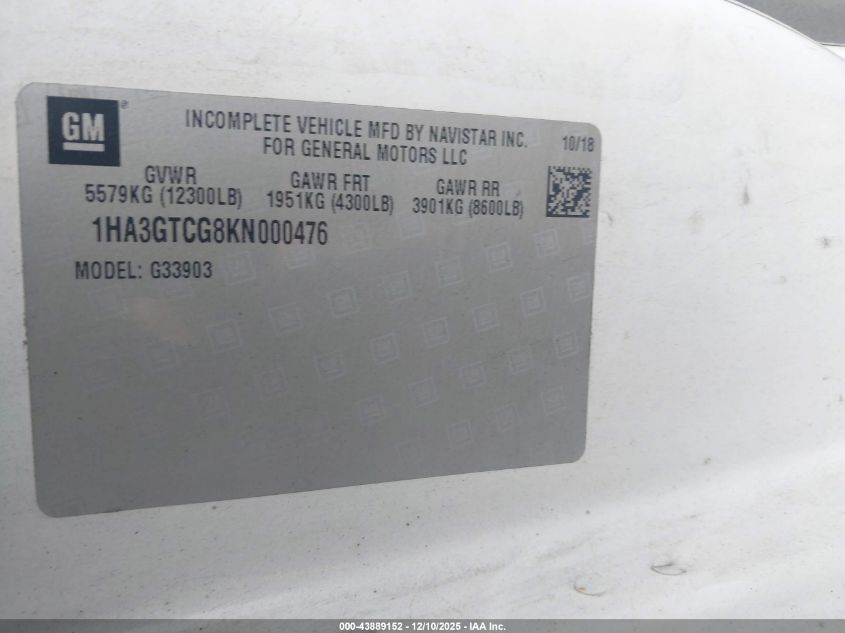 GM ®
INCOMPLETE VEHICLE MFD BY NAVISTAR INC.
FOR GENERAL MOTORS LLC
10/18
GVWR
5579KG (12300LB)
GAWR FRT
1951KG (4300LB)
GAWR RR
3901KG (8600LB)
1HA3GTCG8KN000476
MODEL: G33903
000-43889152 — 12/10/2025 — IAA Inc.